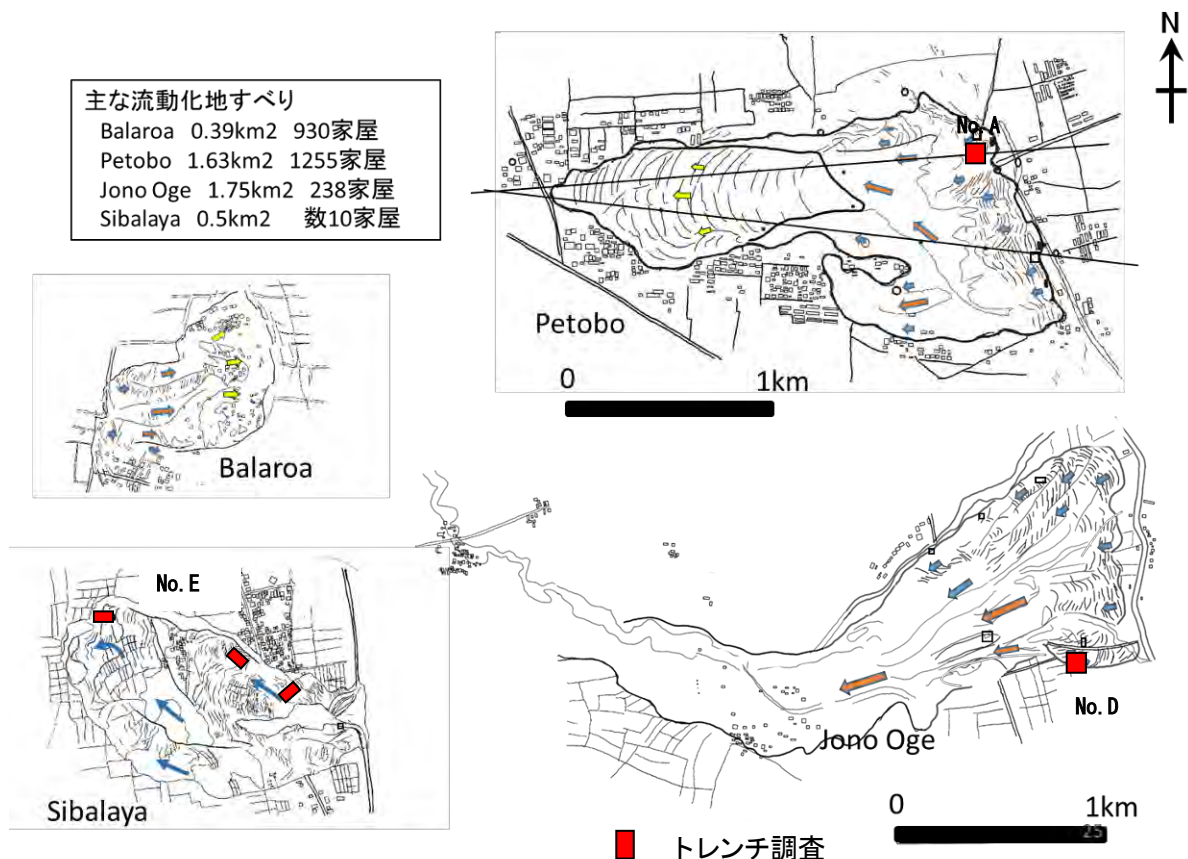 N
主な流動化地すべり
Balaroa 0.39km2 930家屋
Petobo 1.63km2 1255家屋
Jono Oge 1.75km2 238家屋
Sibalaya 0.5km2 数10家屋
No. A
Petobo
0 1km
Balaroa
No. E
Sibalaya
No. D
Jono Oge
0 1km
25
トレンチ調査